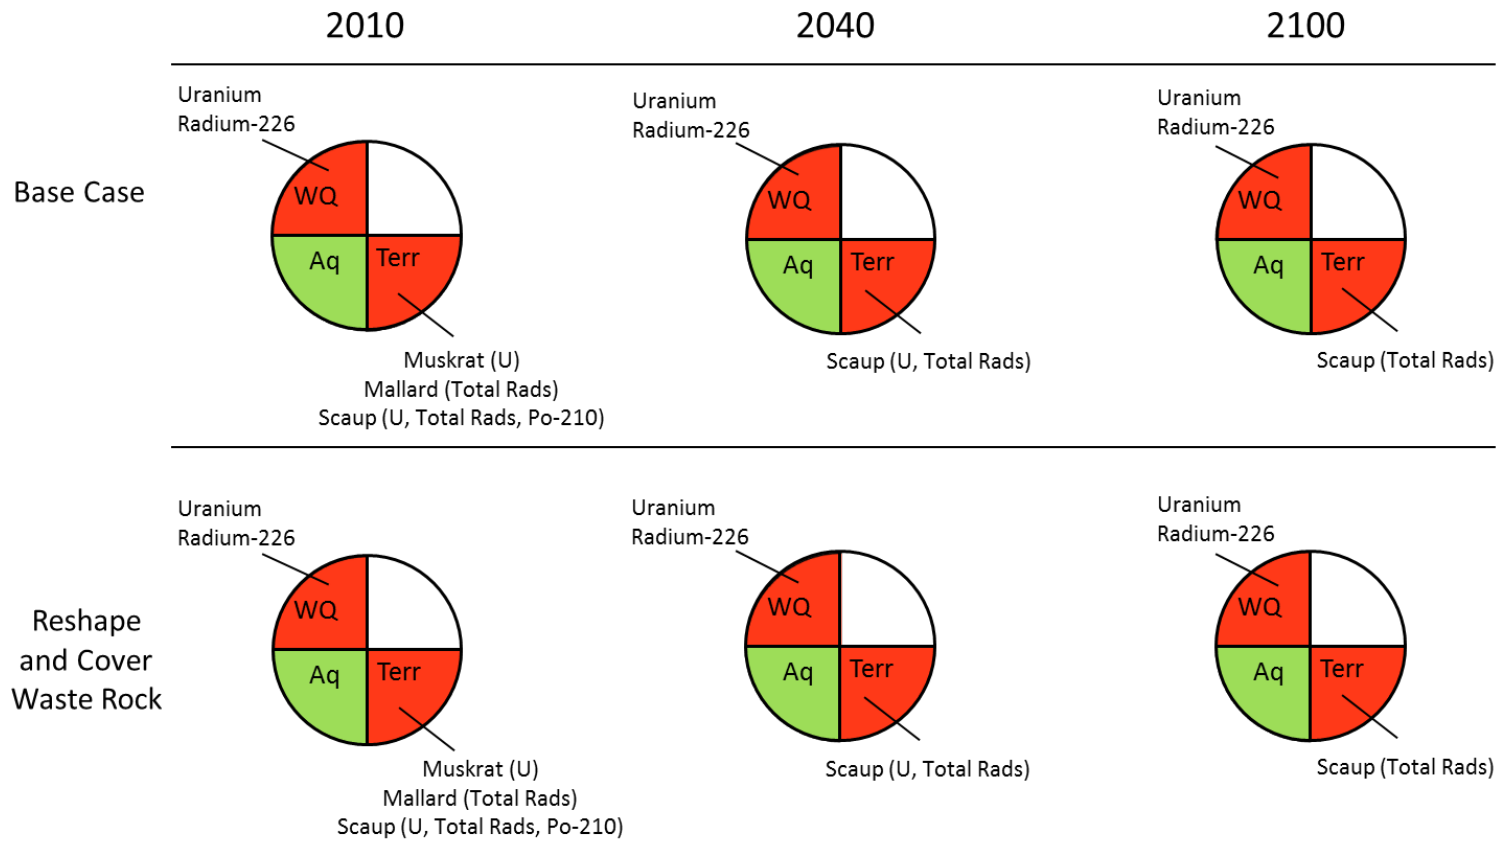 2010
2040
2100
Base Case
Uranium
Radium-226
WQ
Aq
Terr
Muskrat (U)
Mallard (Total Rads)
Scaup (U, Total Rads, Po-210)
Uranium
Radium-226
WQ
Aq
Terr
Scaup (U, Total Rads)
Uranium
Radium-226
WQ
Aq
Terr
Scaup (Total Rads)
Reshape
and Cover
Waste Rock
Uranium
Radium-226
WQ
Aq
Terr
Muskrat (U)
Mallard (Total Rads)
Scaup (U, Total Rads, Po-210)
Uranium
Radium-226
WQ
Aq
Terr
Scaup (U, Total Rads)
Uranium
Radium-226
WQ
Aq
Terr
Scaup (Total Rads)